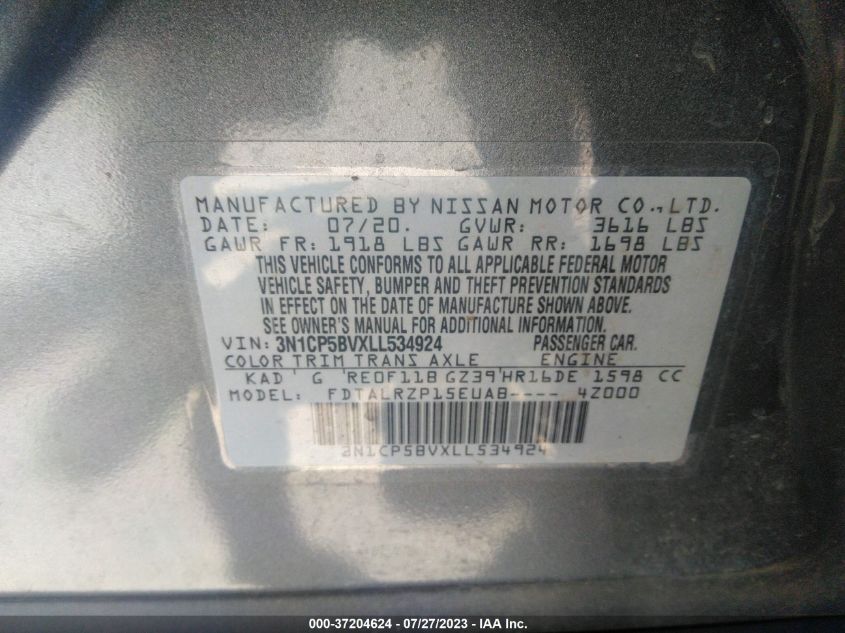 MANUFACTURED BY NISSAN MOTOR CO., LTD.
DATE: 07/20. GVWR: 3616 LBS
GAWR FR: 1918 LBS GAWR RR: 1698 LBS
THIS VEHICLE CONFORMS TO ALL APPLICABLE FEDERAL MOTOR
VEHICLE SAFETY, BUMPER AND THEFT PREVENTION STANDARDS
IN EFFECT ON THE DATE OF MANUFACTURE SHOWN ABOVE.
SEE OWNER'S MANUAL FOR ADDITIONAL INFORMATION.
VIN: 3N1CP5BVXLL534924 PASSENGER CAR.
COLOR TRIM TRANS AXLE ENGINE
KAD ' G 'RE0F11B GZ39'HR16DE 1598 CC
MODEL: FDTALRZP15EUAB---- 4Z000
3N1CP5BVXLL534924
000-37204624 / 07/27/2023 - IAA Inc.